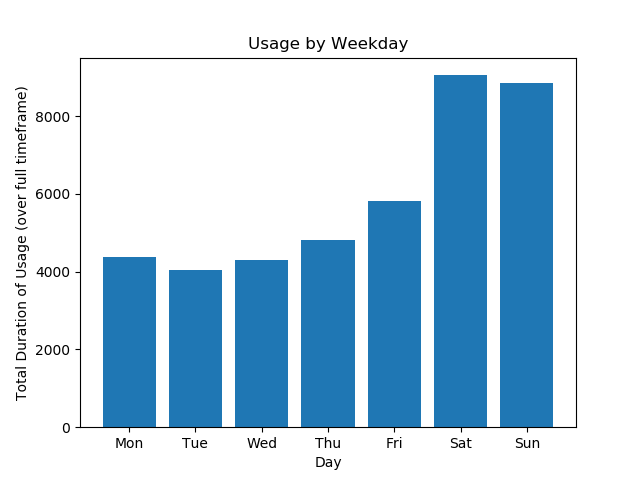 Usage by Weekday
Total Duration of Usage (over full timeframe)
8000
6000
4000
2000
0
Mon Tue Wed Thu Fri Sat Sun
Day